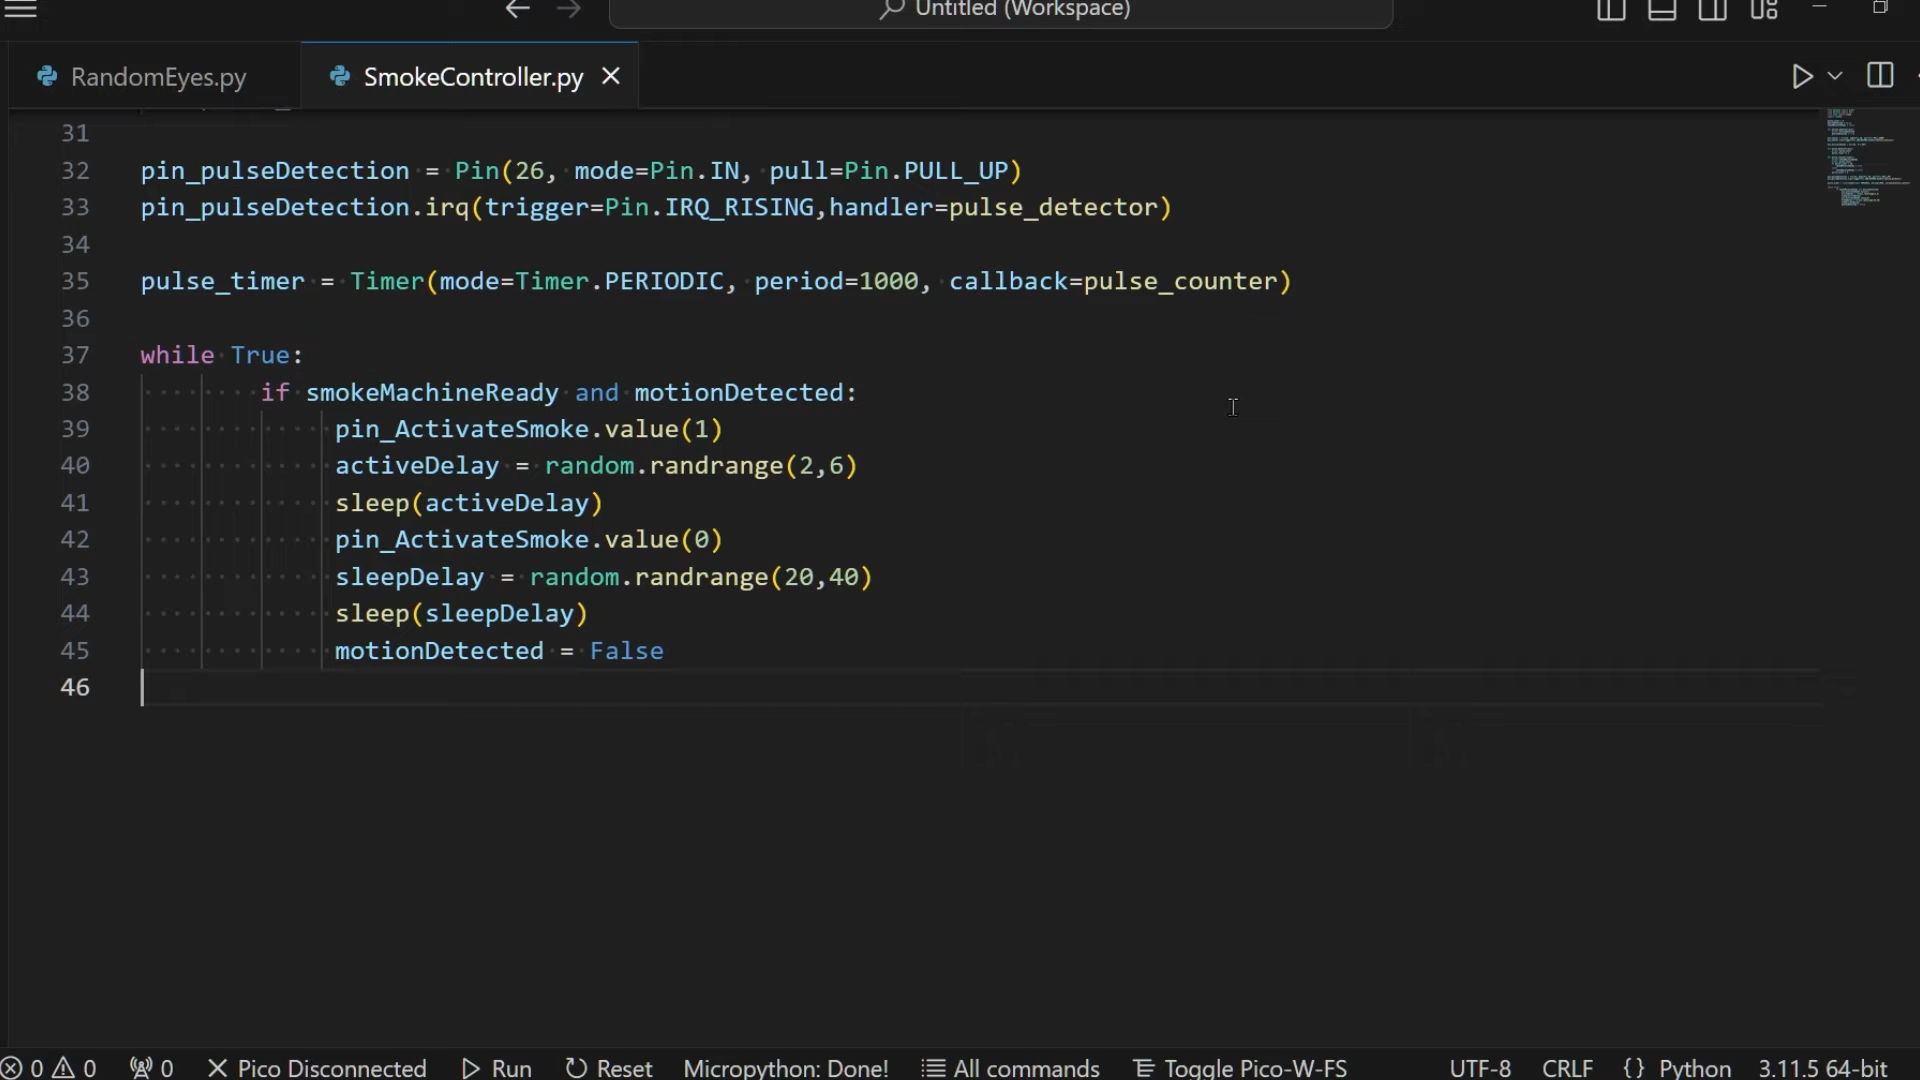 Untitled (Workspace)
RandomEyes.py
SmokeController.py
31
32 pin_pulseDetection = Pin(26, mode=Pin.IN, pull=Pin.PULL_UP)
33 pin_pulseDetection.irq(trigger=Pin.IRQ_RISING,handler=pulse_detector)
34
35 pulse_timer = Timer(mode=Timer.PERIODIC, period=1000, callback=pulse_counter)
36
37 while True:
38 if smokeMachineReady and motionDetected:
39 pin_ActivateSmoke.value(1)
40 activeDelay = random.randrange(2,6)
41 sleep(activeDelay)
42 pin_ActivateSmoke.value(0)
43 sleepDelay = random.randrange(20,40)
44 sleep(sleepDelay)
45 motionDetected = False
46
0 0 0 Pico Disconnected Run Reset Micropython: Done! All commands Toggle Pico-W-FS UTF-8 CRLF {} Python 3.11.5 64-bit